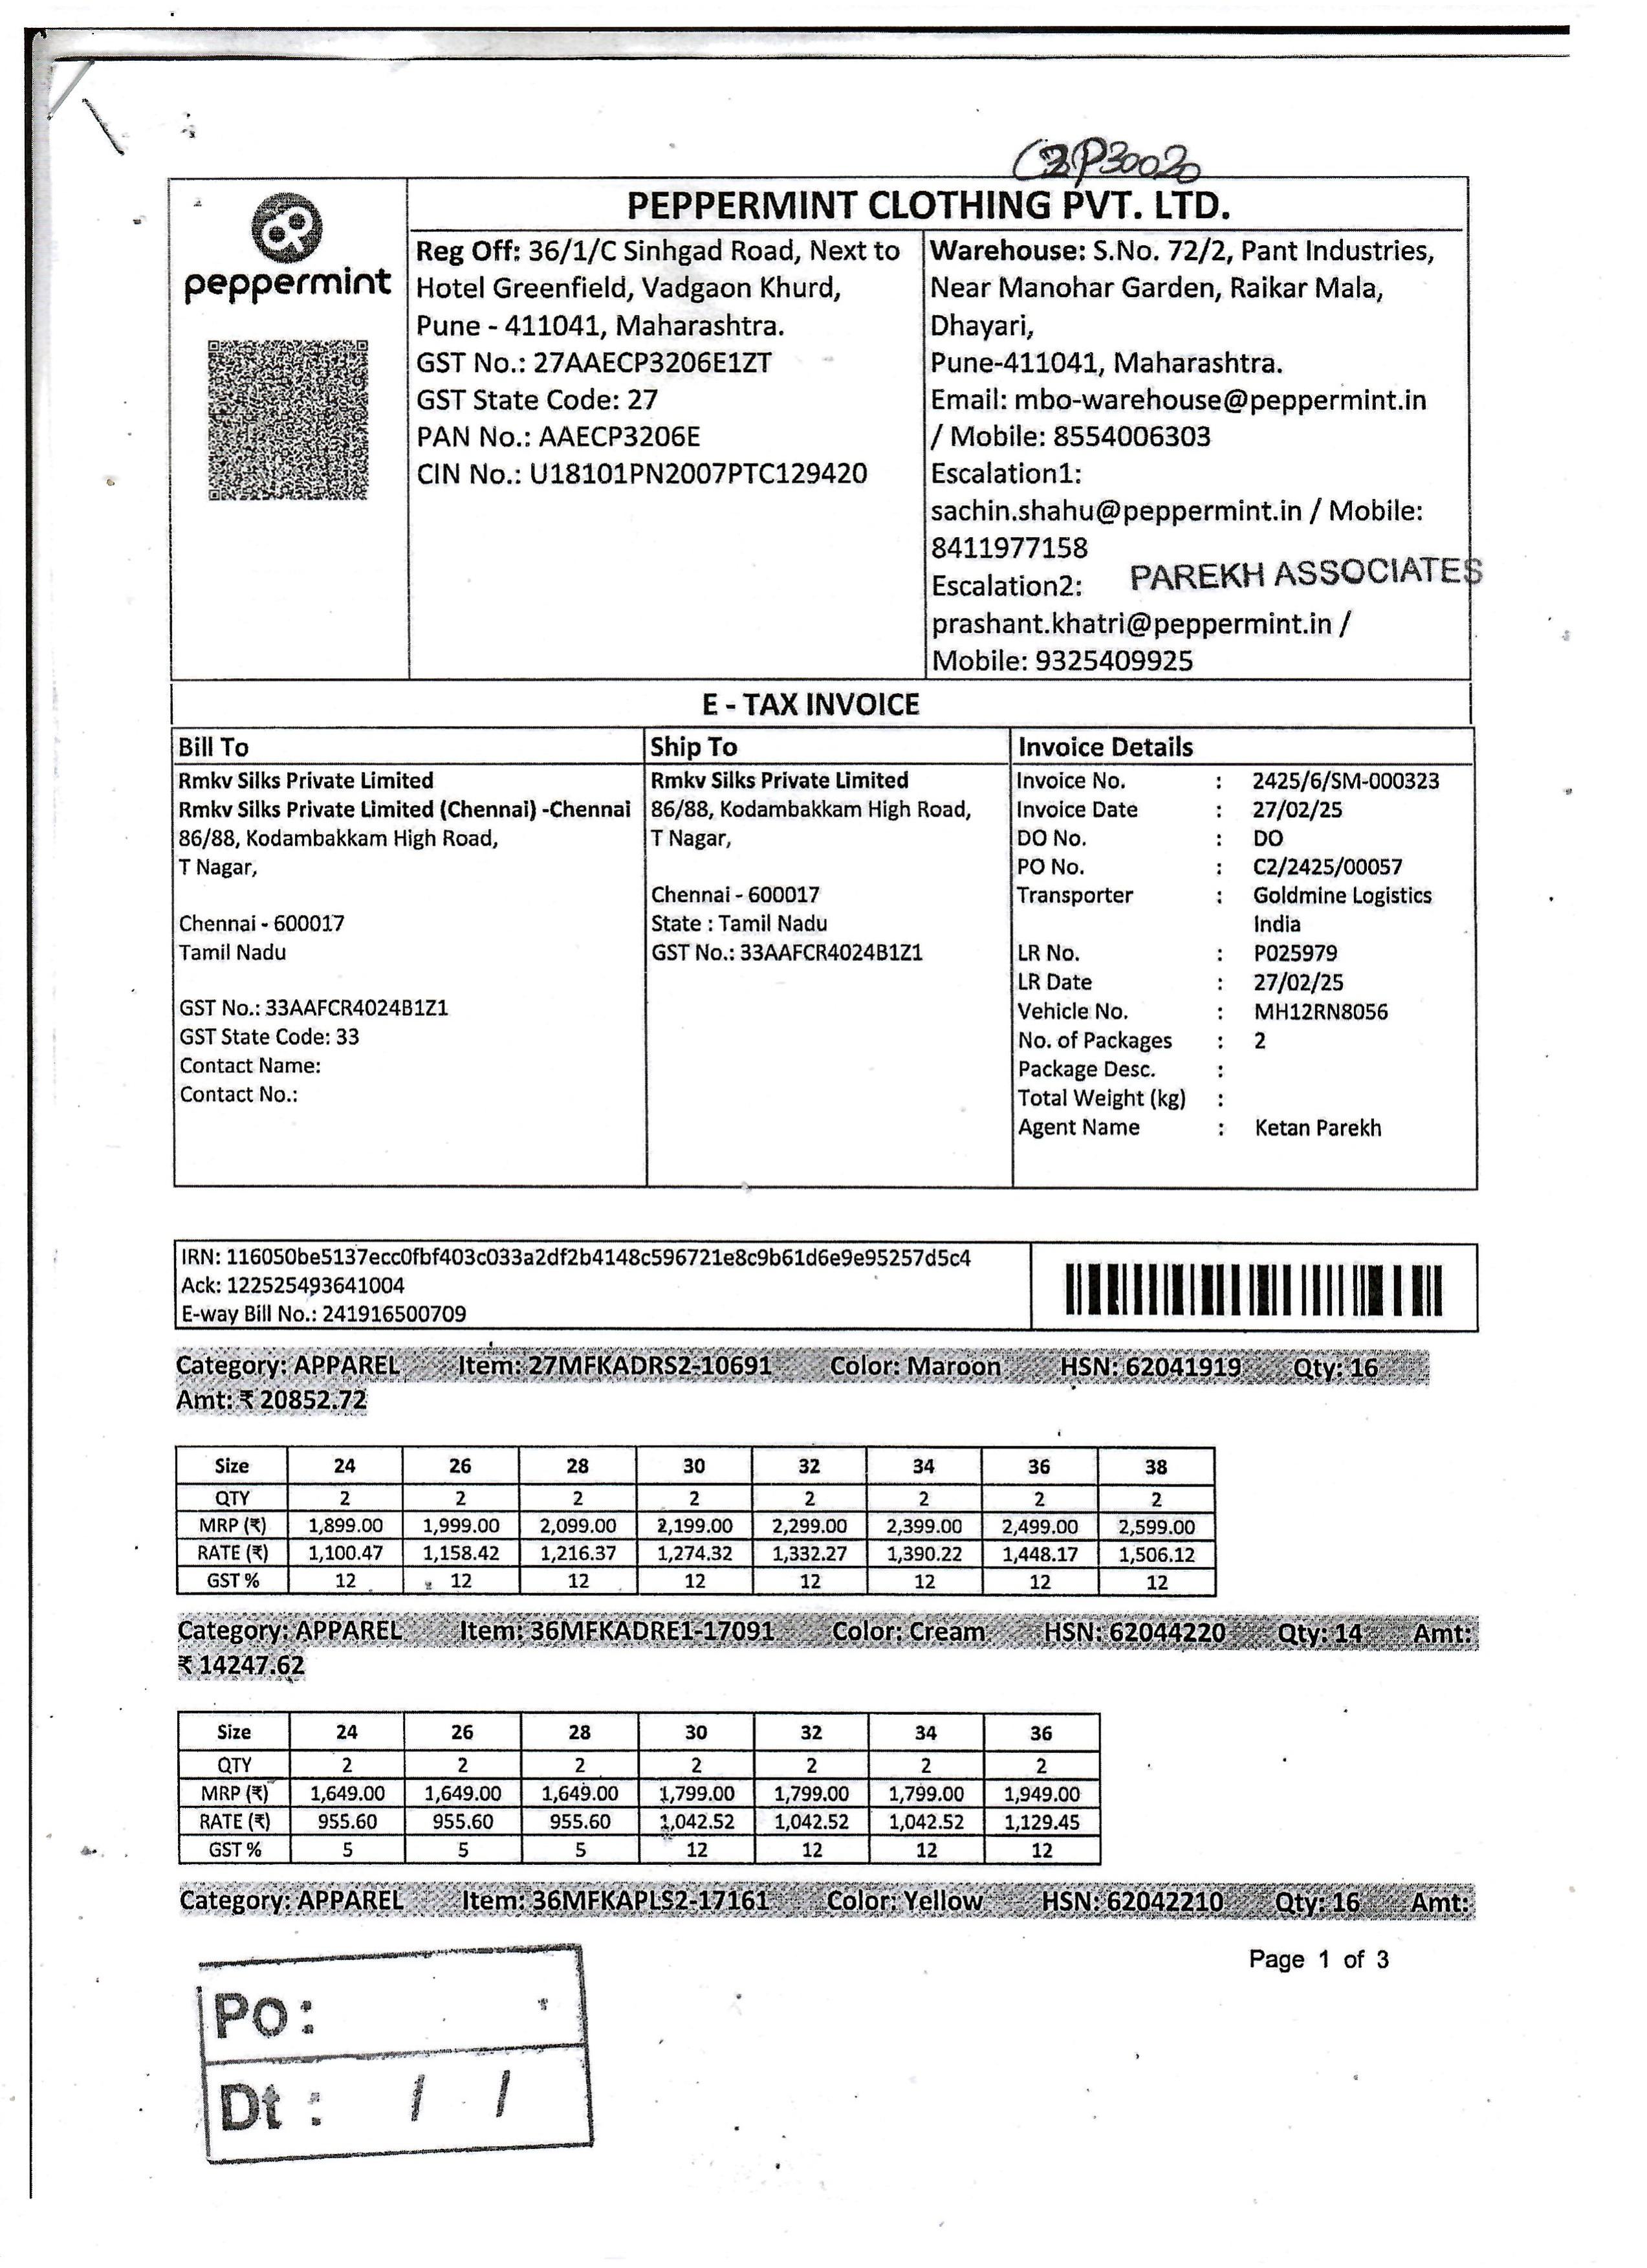 CBP30020
peppermint
PEPPERMINT CLOTHING PVT. LTD.
Reg Off: 36/1/C Sinhgad Road, Next to
Hotel Greenfield, Vadgaon Khurd,
Pune - 411041, Maharashtra.
GST No.: 27AAECP3206E1ZT
GST State Code: 27
PAN No.: AAECP3206E
CIN No.: U18101PN2007PTC129420
Warehouse: S.No. 72/2, Pant Industries,
Near Manohar Garden, Raikar Mala,
Dhayari,
Pune-411041, Maharashtra.
Email: mbo-warehouse@peppermint.in
/ Mobile: 8554006303
Escalation1:
sachin.shahu@peppermint.in / Mobile:
8411977158
Escalation2:
PAREKH ASSOCIATES
prashant.khatri@peppermint.in /
Mobile: 9325409925
E - TAX INVOICE
Bill To
Rmkv Silks Private Limited
Rmkv Silks Private Limited (Chennai) -Chennai
86/88, Kodambakkam High Road,
T Nagar,
Chennai - 600017
Tamil Nadu
GST No.: 33AAFCR4024B1Z1
GST State Code: 33
Contact Name:
Contact No.:
Ship To
Rmkv Silks Private Limited
86/88, Kodambakkam High Road,
T Nagar,
Chennai - 600017
State : Tamil Nadu
GST No.: 33AAFCR4024B1Z1
Invoice Details
Invoice No. : 2425/6/SM-000323
Invoice Date : 27/02/25
DO No. : DO
PO No. : C2/2425/00057
Transporter : Goldmine Logistics
India
LR No. : P025979
LR Date : 27/02/25
Vehicle No. : MH12RN8056
No. of Packages : 2
Package Desc. :
Total Weight (kg) :
Agent Name : Ketan Parekh
IRN: 116050be5137ecc0fbf403c033a2df2b4148c596721e8c9b61d6e9e95257d5c4
Ack: 122525493641004
E-way Bill No.: 241916500709
Category: APPAREL Item: 27MFKADRS2-10691 Color: Maroon HSN: 62041919 Qty: 16
Amt: ₹ 20852.72
Size 24 26 28 30 32 34 36 38
QTY 2 2 2 2 2 2 2 2
MRP (₹) 1,899.00 1,999.00 2,099.00 2,199.00 2,299.00 2,399.00 2,499.00 2,599.00
RATE (₹) 1,100.47 1,158.42 1,216.37 1,274.32 1,332.27 1,390.22 1,448.17 1,506.12
GST % 12 12 12 12 12 12 12 12
Category: APPAREL Item: 36MFKADRE1-17091 Color: Cream HSN: 62044220 Qty: 14 Amt:
₹ 14247.62
Size 24 26 28 30 32 34 36
QTY 2 2 2 2 2 2 2
MRP (₹) 1,649.00 1,649.00 1,649.00 1,799.00 1,799.00 1,799.00 1,949.00
RATE (₹) 955.60 955.60 955.60 1,042.52 1,042.52 1,042.52 1,129.45
GST % 5 5 5 12 12 12 12
Category: APPAREL Item: 36MFKAPLS2-17161 Color: Yellow HSN: 62042210 Qty: 16 Amt:
Page 1 of 3
PO :
Dt : / /